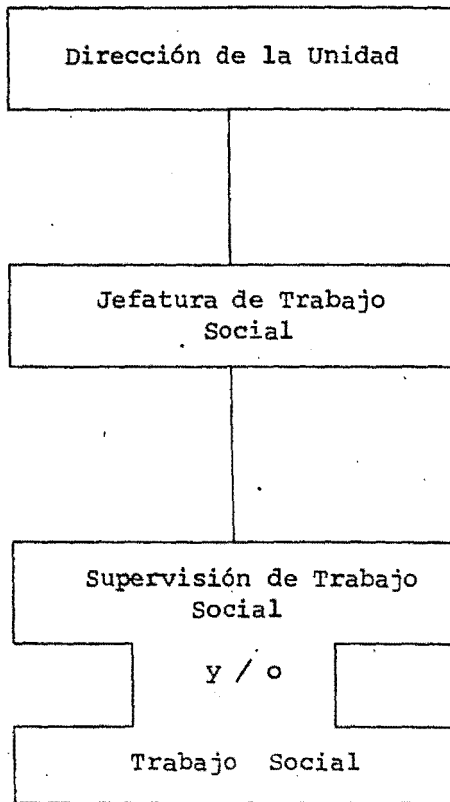 Dirección de la Unidad
Jefatura de Trabajo
Social
Supervisión de Trabajo
Social
y / o
Trabajo Social